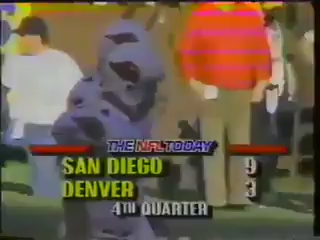 THE NFL TODAY
SAN DIEGO 9
DENVER 3
4TH QUARTER